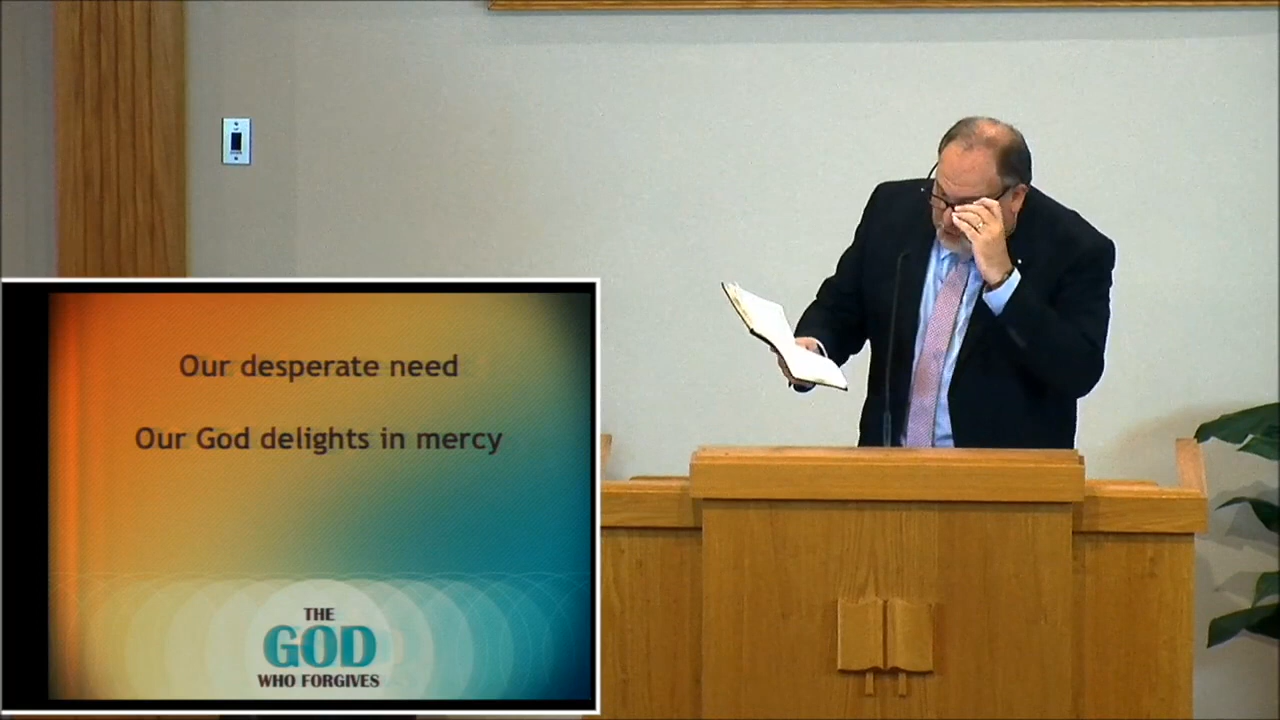 Our desperate need
Our God delights in mercy
THE
GOD
WHO FORGIVES